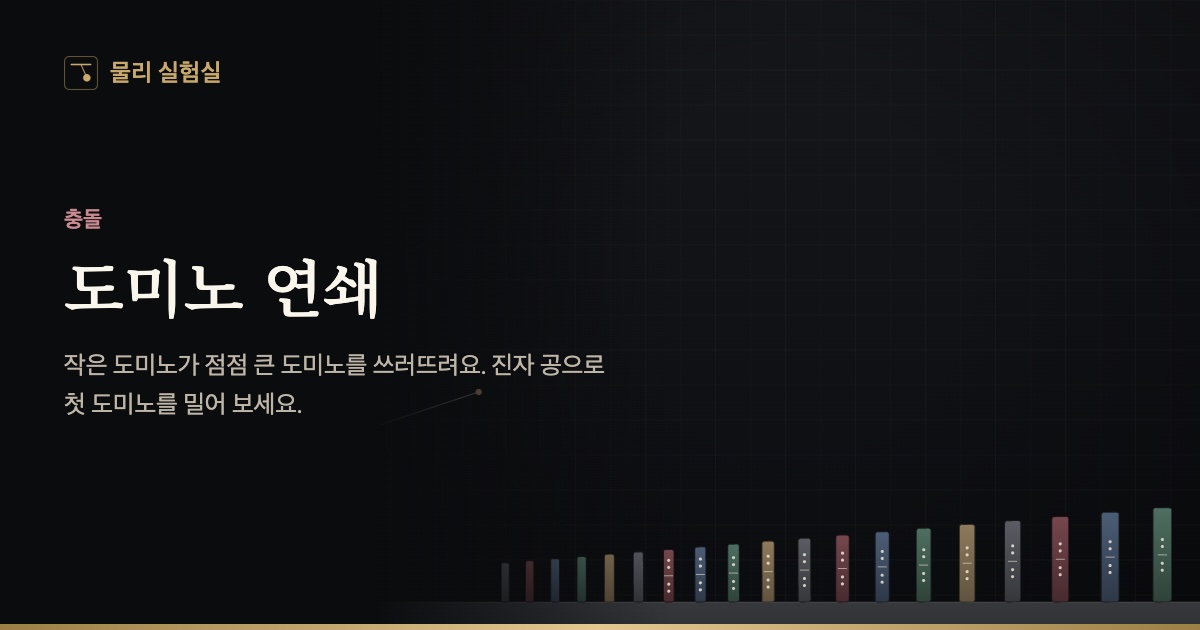 물리 실험실
충돌
도미노 연쇄
작은 도미노가 점점 큰 도미노를 쓰러뜨려요. 진자 공으로
첫 도미노를 밀어 보세요.